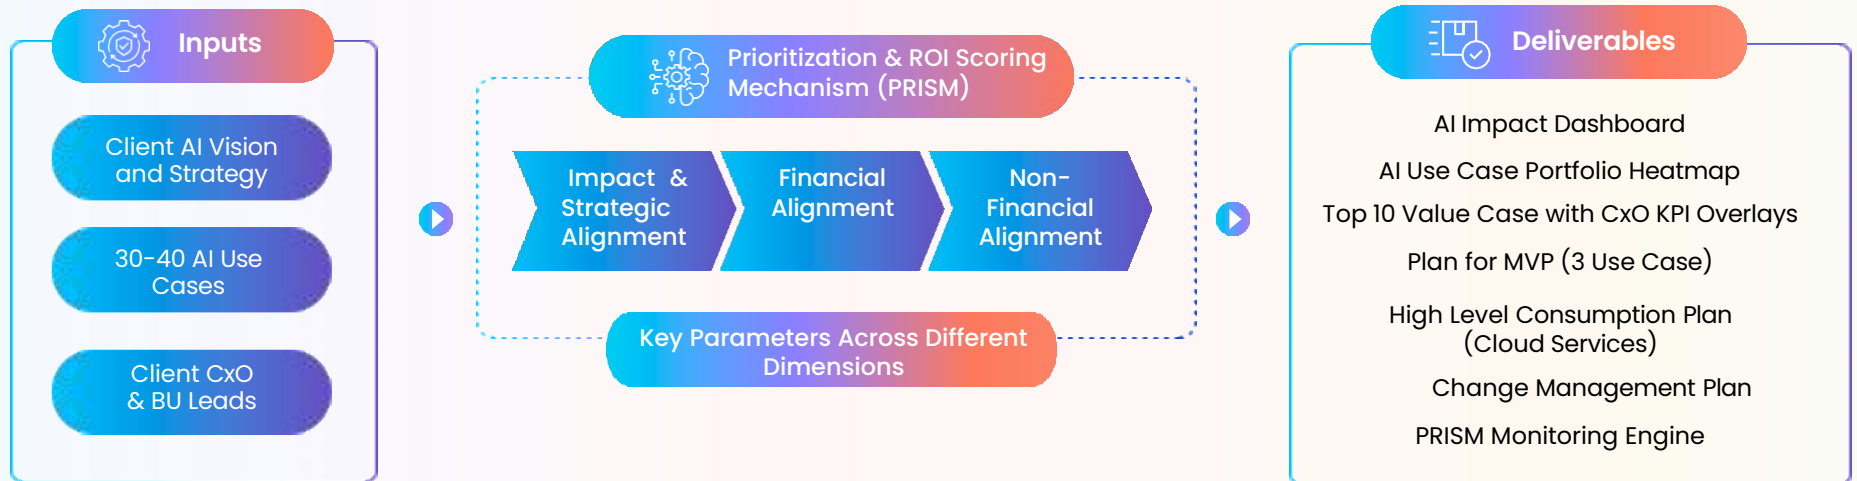 Inputs
Client AI Vision
and Strategy
30-40 AI Use
Cases
Client CxO
& BU Leads
Prioritization & ROI Scoring
Mechanism (PRISM)
Impact &
Strategic
Alignment
Financial
Alignment
Non-
Financial
Alignment
Key Parameters Across Different
Dimensions
Deliverables
AI Impact Dashboard
AI Use Case Portfolio Heatmap
Top 10 Value Case with CxO KPI Overlays
Plan for MVP (3 Use Case)
High Level Consumption Plan
(Cloud Services)
Change Management Plan
PRISM Monitoring Engine